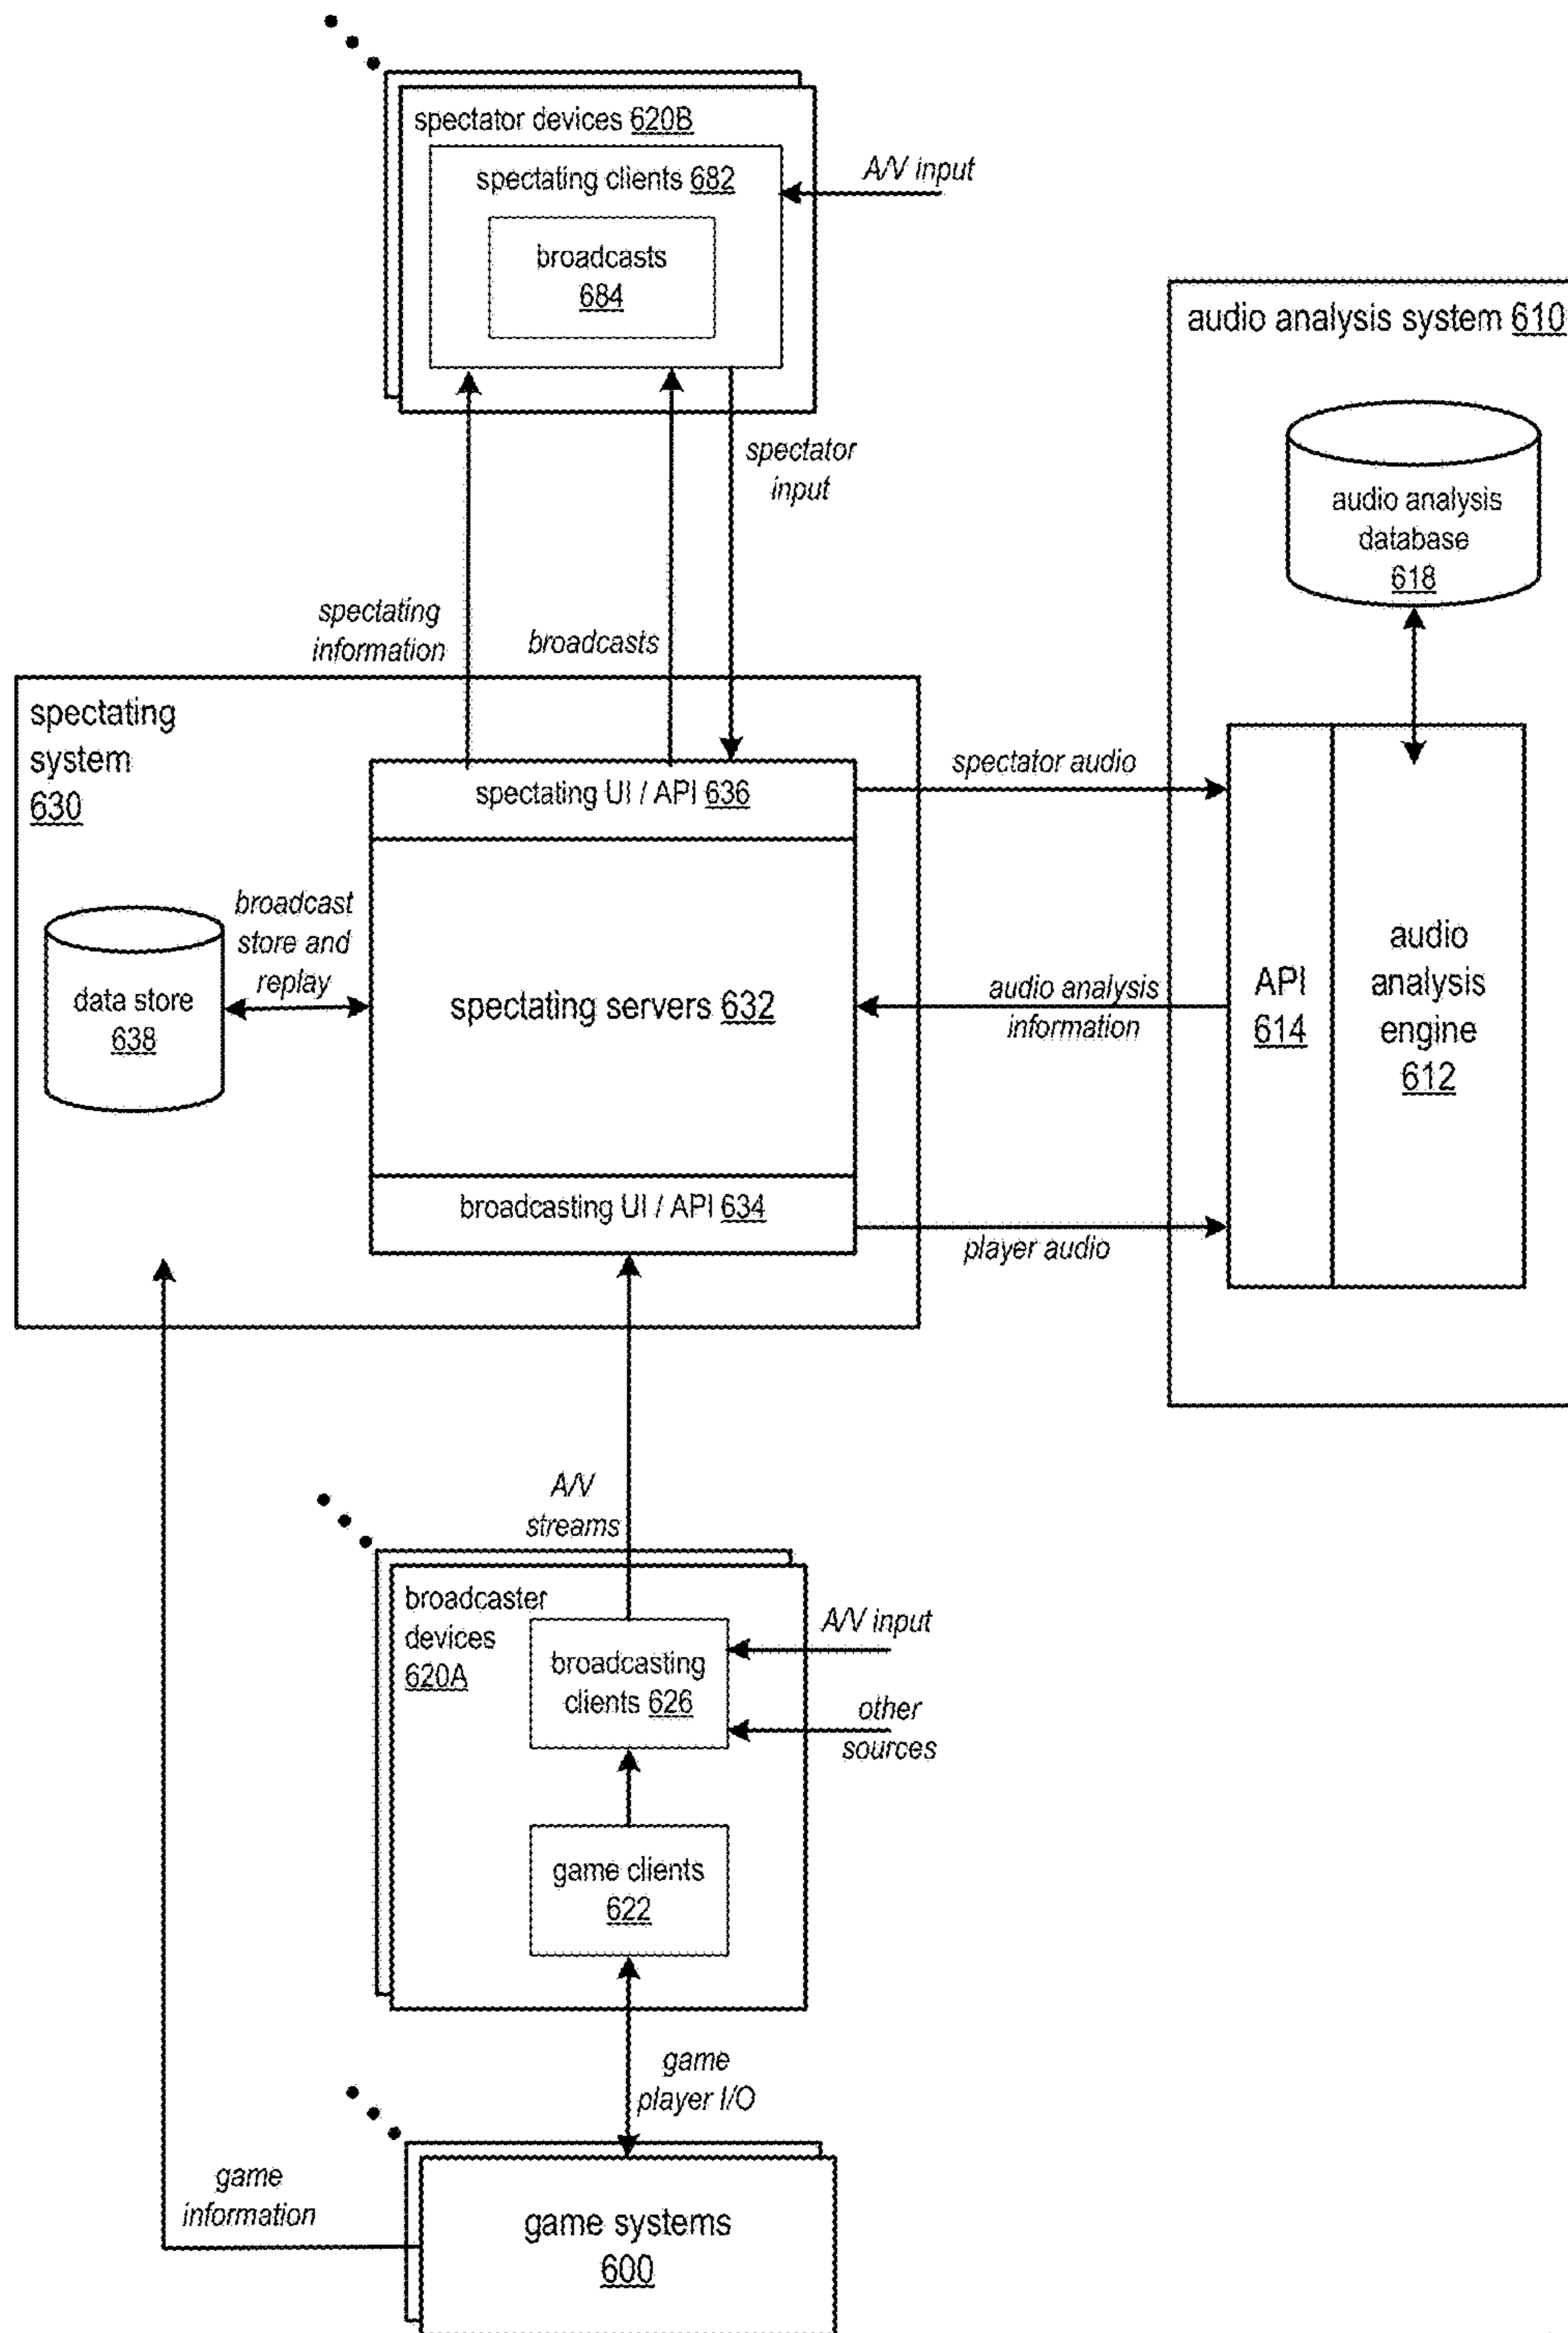 spectator devices 620B
spectating clients 682
A/V input
broadcasts
684
audio analysis system 610
spectator
input
audio analysis
database
618
spectating
information
broadcasts
spectating
system
630
spectating UI / API 636
spectator audio
broadcast
store and
replay
data store
638
spectating servers 632
audio analysis
information
API
614
audio
analysis
engine
612
broadcasting UI / API 634
player audio
A/V
streams
broadcaster
devices
620A
A/V input
broadcasting
clients 626
other
sources
game clients
622
game
player I/O
game
information
game systems
600